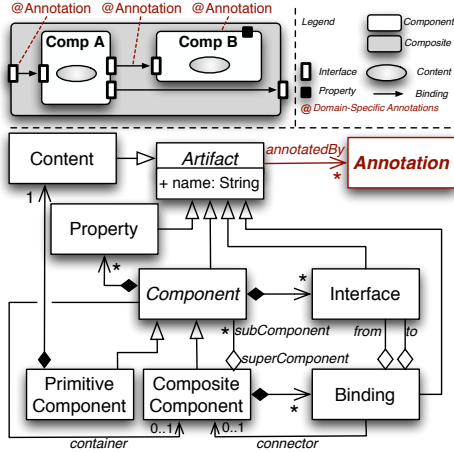 @Annotation
@Annotation
@Annotation
Comp A
Comp B
Legend
Component
Composite
Interface
Content
Property
Binding
@Domain-Specific Annotations
Content
Artifact
+ name: String
annotatedBy
*
Annotation
1
Property
*
Component
*
Interface
*
subComponent
from
to
superComponent
Primitive
Component
Composite
Component
*
Binding
0..1
0..1
container
connector